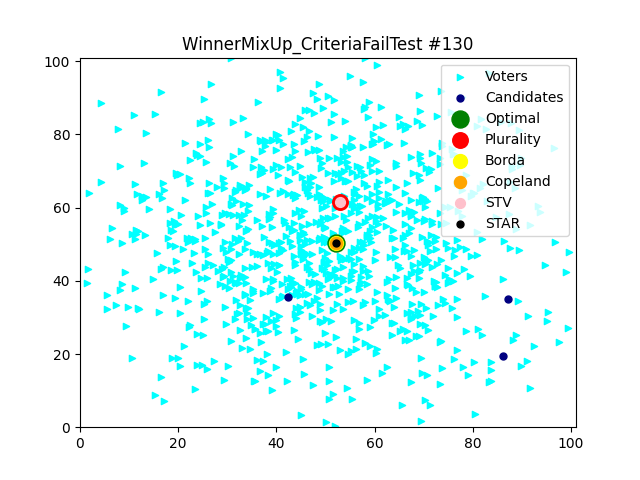 WinnerMixUp_CriteriaFailTest #130
100
80
60
40
20
0
0 20 40 60 80 100
Voters
Candidates
Optimal
Plurality
Borda
Copeland
STV
STAR